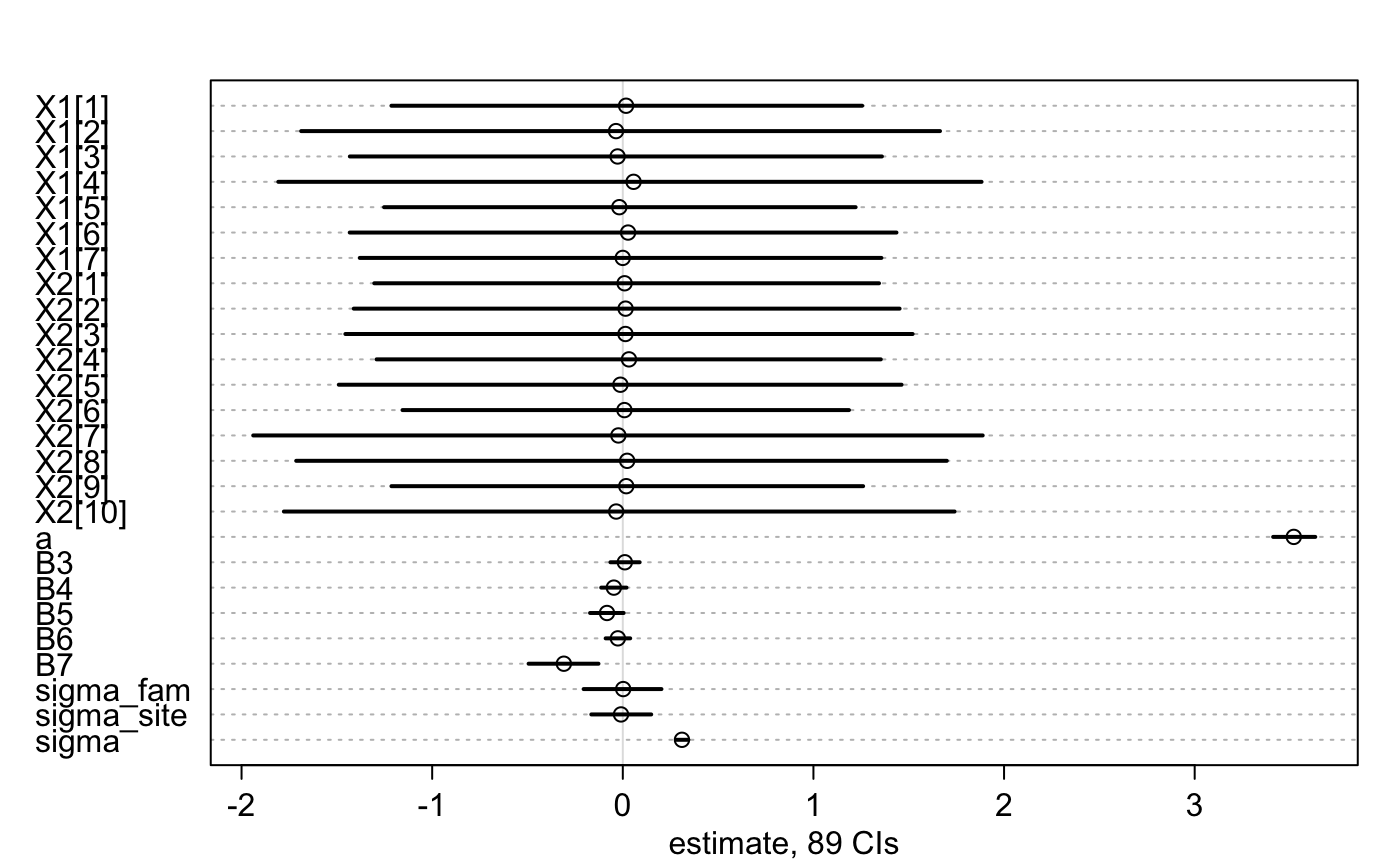 X1[1]
X1[2]
X1[3]
X1[4]
X1[5]
X1[6]
X1[7]
X2[1]
X2[2]
X2[3]
X2[4]
X2[5]
X2[6]
X2[7]
X2[8]
X2[9]
X2[10]
a
B3
B4
B5
B6
B7
sigma_fam
sigma_site
sigma
-2 -1 0 1 2 3
estimate, 89 CIs